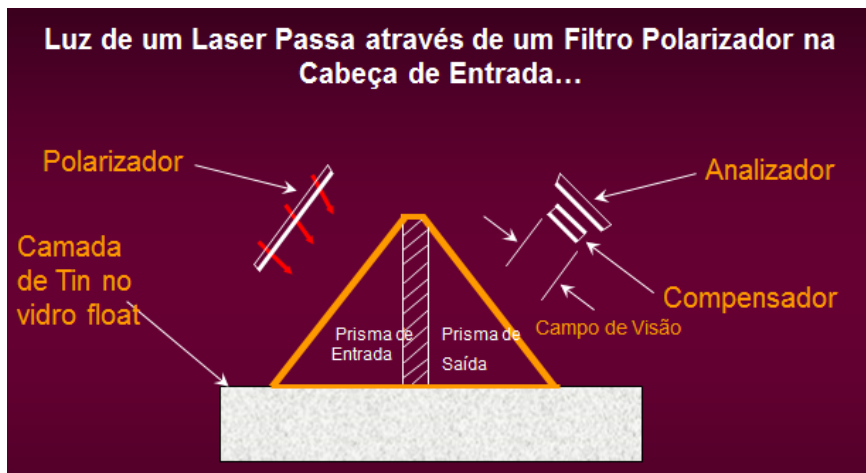 Luz de um Laser Passa através de um Filtro Polarizador na
Cabeça de Entrada…
Polarizador
Analizador
Camada
de Tin no
vidro float
Compensador
Campo de Visão
Prisma de
Entrada
Prisma de
Saída